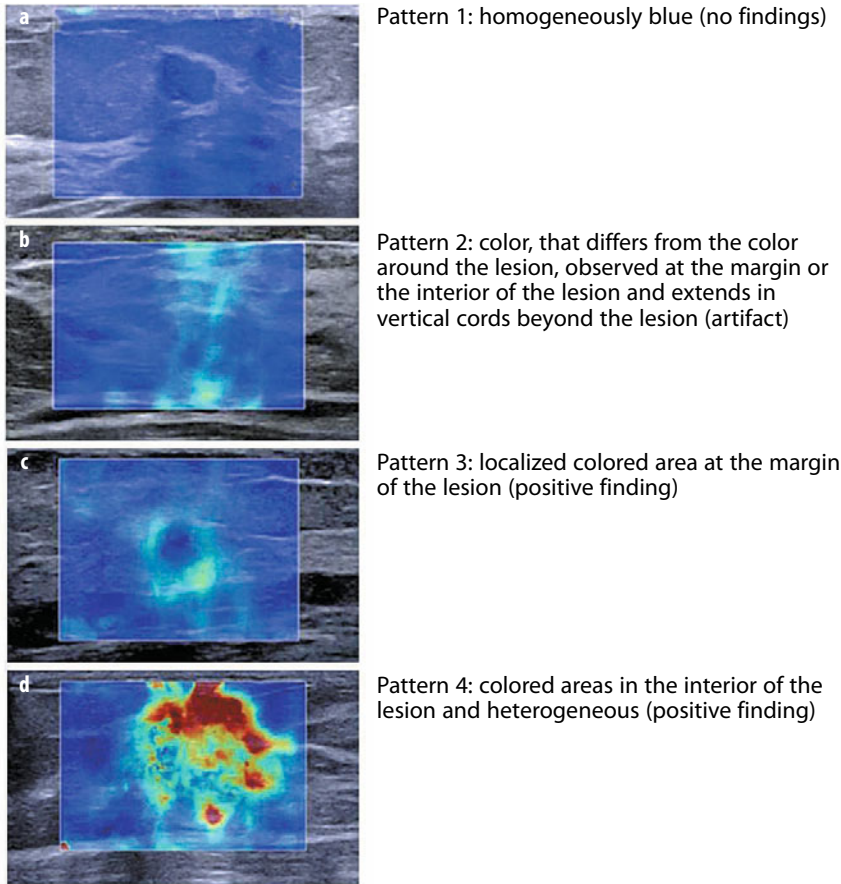 a
Pattern 1: homogeneously blue (no findings)
b
Pattern 2: color, that differs from the color
around the lesion, observed at the margin or
the interior of the lesion and extends in
vertical cords beyond the lesion (artifact)
c
Pattern 3: localized colored area at the margin
of the lesion (positive finding)
d
Pattern 4: colored areas in the interior of the
lesion and heterogeneous (positive finding)